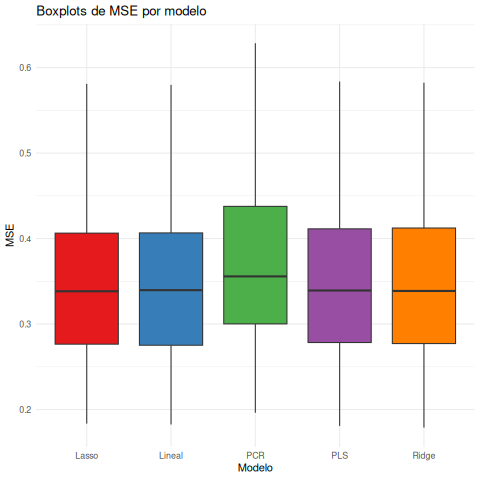 Boxplots de MSE por modelo
MSE
0.6
0.5
0.4
0.3
0.2
Lasso Lineal PCR PLS Ridge
Modelo